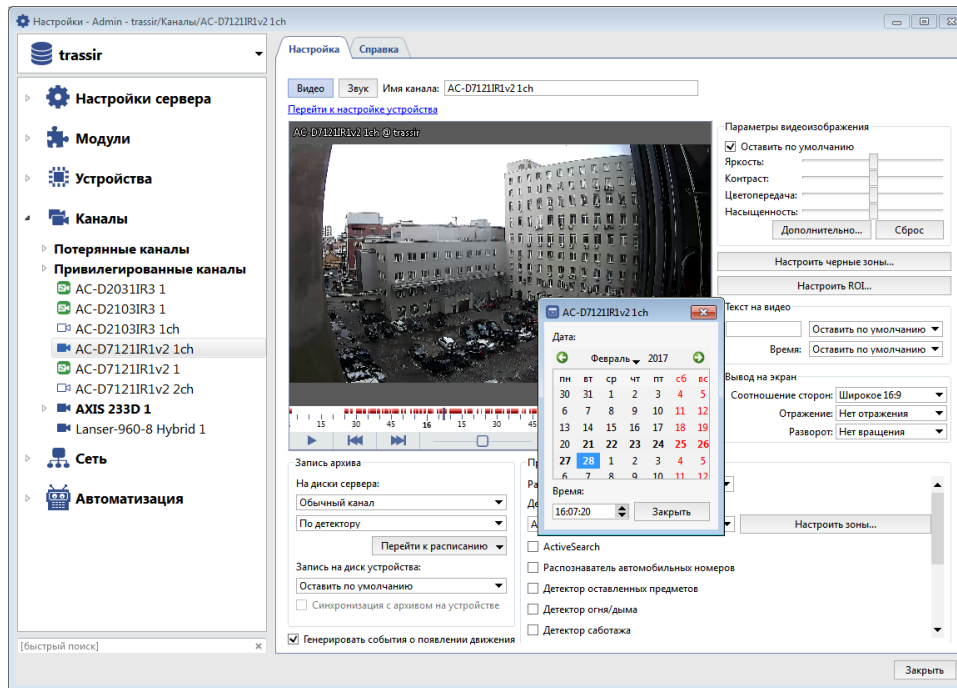 Настройки - Admin - trassir/Каналы/AC-D7121IR1v2 1ch
trassir
Настройки сервера
Модули
Устройства
Каналы
Потерянные каналы
Привилегированные каналы
AC-D2031IR3 1
AC-D2103IR3 1
AC-D2103IR3 1ch
AC-D7121IR1v2 1ch
AC-D7121IR1v2 1
AC-D7121IR1v2 2ch
AXIS 233D 1
Lanser-960-8 Hybrid 1
Сеть
Автоматизация
[быстрый поиск]
Настройка Справка
Видео Звук Имя канала: AC-D7121IR1v2 1ch
Перейти к настройке устройства
AC-D7121IR1v2 1ch @ trassir
15 30 45 16 15 30 45
Параметры видеоизображения
Оставить по умолчанию
Яркость:
Контраст:
Цветопередача:
Насыщенность:
Дополнительно... Сброс
Настроить черные зоны...
Настроить ROI...
Текст на видео
Оставить по умолчанию
Время: Оставить по умолчанию
Вывод на экран
Соотношение сторон: Широкое 16:9
Отражение: Нет отражения
Разворот: Нет вращения
AC-D7121IR1v2 1ch
Дата:
Февраль 2017
пн вт ср чт пт сб вс
30 31 1 2 3 4 5
6 7 8 9 10 11 12
13 14 15 16 17 18 19
20 21 22 23 24 25 26
27 28 1 2 3 4 5
6 7 8 9 10 11 12
Время:
16:07:20 Закрыть
Запись архива
На диски сервера:
Обычный канал
По детектору
Перейти к расписанию
Запись на диск устройства:
Оставить по умолчанию
Синхронизация с архивом на устройстве
Генерировать события о появлении движения
Настроить зоны...
ActiveSearch
Распознаватель автомобильных номеров
Детектор оставленных предметов
Детектор огня/дыма
Детектор саботажа
Закрыть